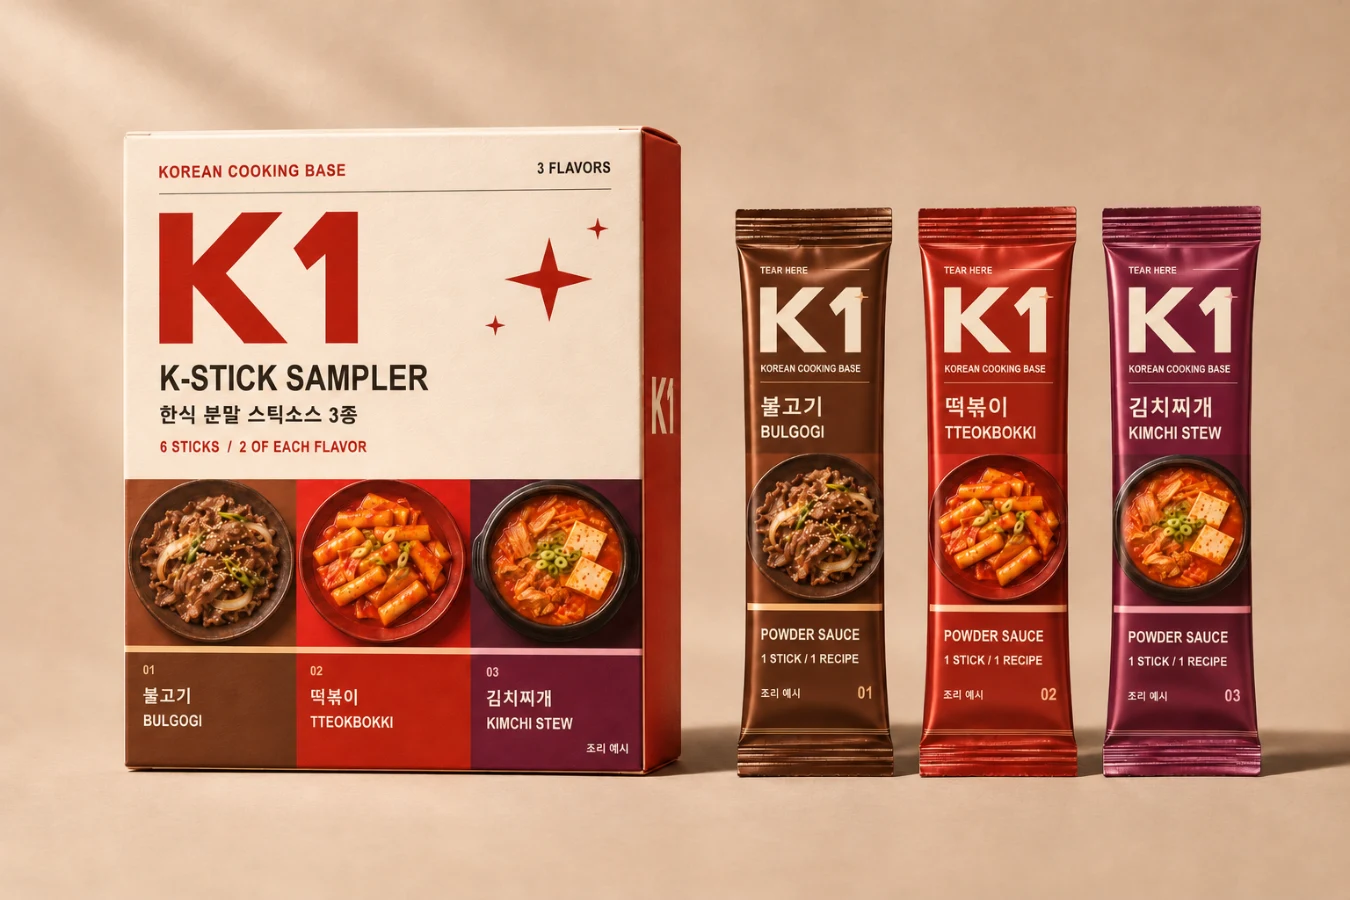 KOREAN COOKING BASE
3 FLAVORS
K1
K-STICK SAMPLER
한식 분말 스틱소스 3종
6 STICKS / 2 OF EACH FLAVOR
01
불고기
BULGOGI
02
떡볶이
TTEOKBOKKI
03
김치찌개
KIMCHI STEW
조리 예시
K1
TEAR HERE
K1
KOREAN COOKING BASE
불고기
BULGOGI
POWDER SAUCE
1 STICK / 1 RECIPE
조리 예시 01
TEAR HERE
K1
KOREAN COOKING BASE
떡볶이
TTEOKBOKKI
POWDER SAUCE
1 STICK / 1 RECIPE
조리 예시 02
TEAR HERE
K1
KOREAN COOKING BASE
김치찌개
KIMCHI STEW
POWDER SAUCE
1 STICK / 1 RECIPE
조리 예시 03